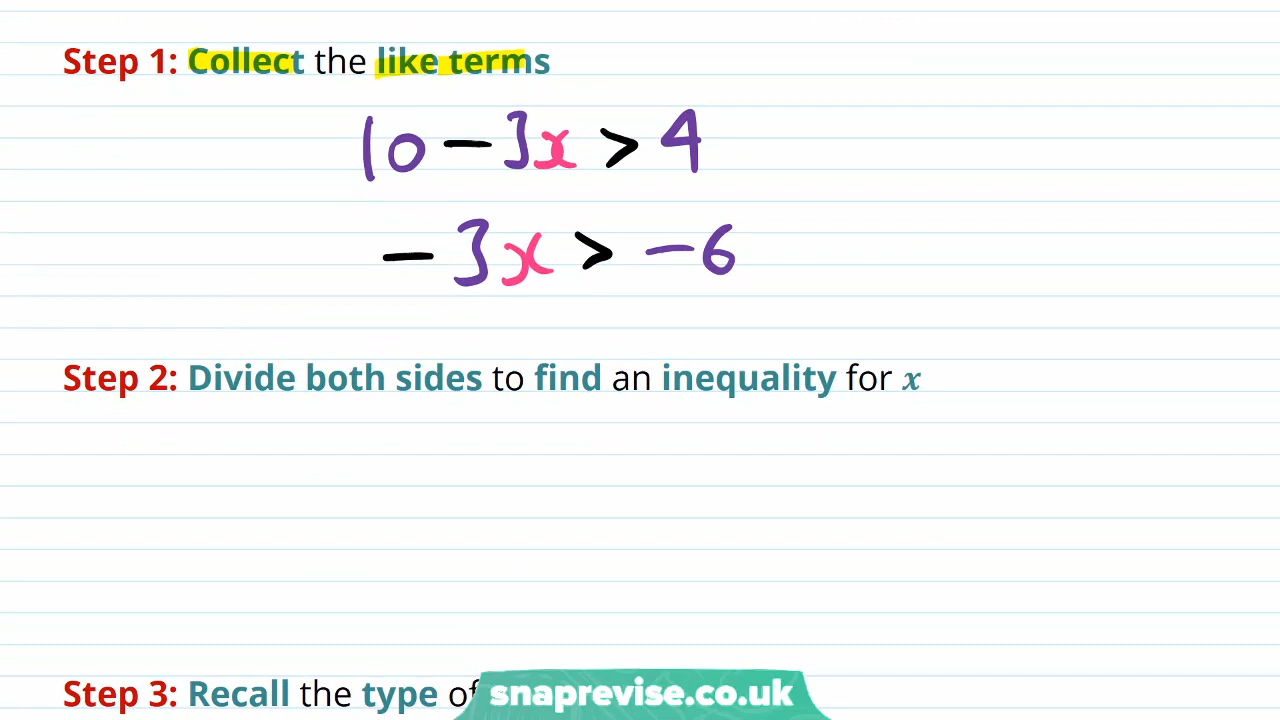 Step 1: Collect the like terms
10 - 3x > 4
- 3x > -6
Step 2: Divide both sides to find an inequality for x
Step 3: Recall the type of
snaprevise.co.uk